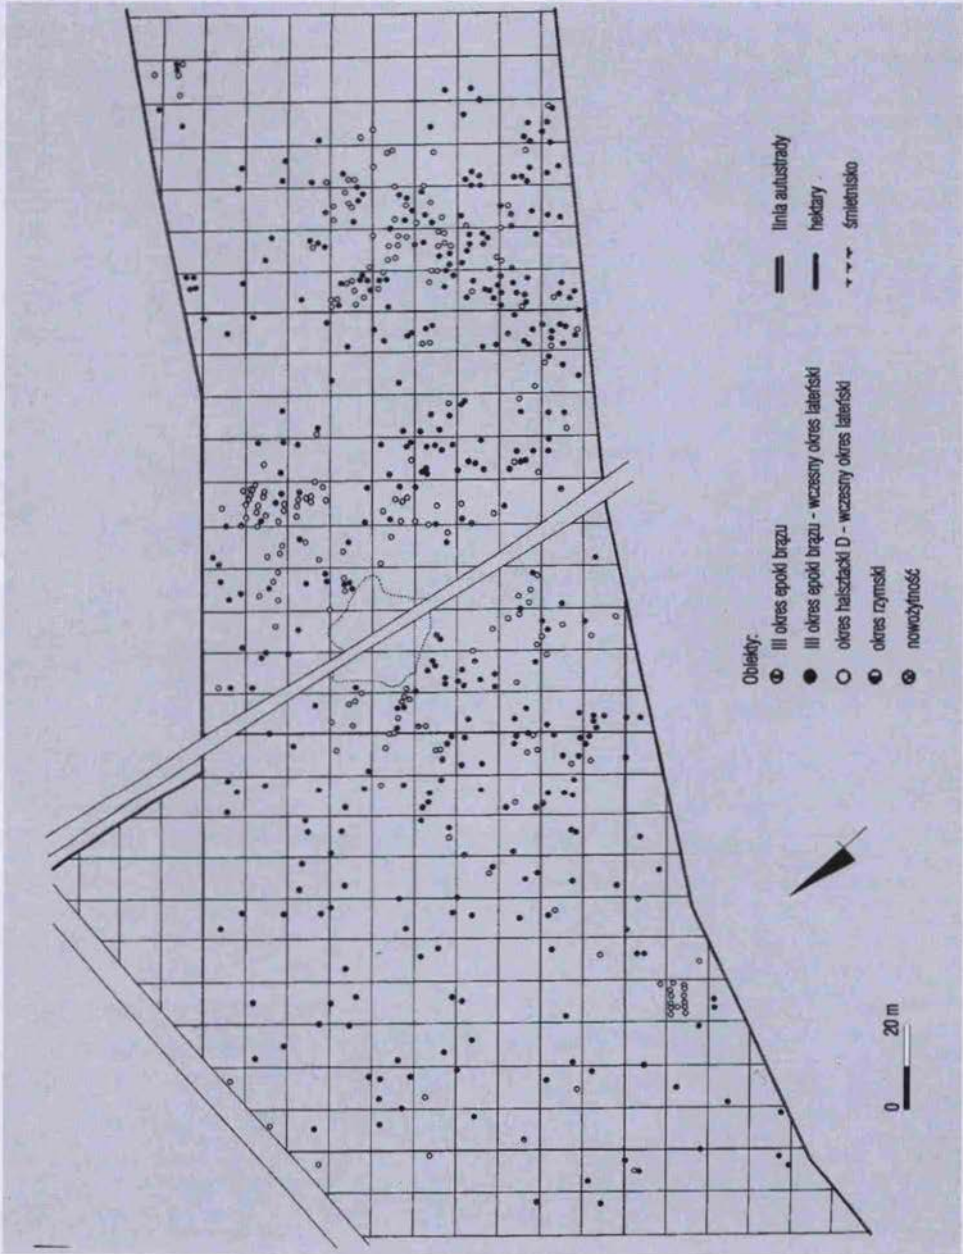 Obiekty:
III okres epoki brązu
III okres epoki brązu - wczesny okres lateński
okres halsztacki D - wczesny okres lateński
okres rzymski
nowożytność
linia autustrady
hektary
śmietnisko
0 20 m